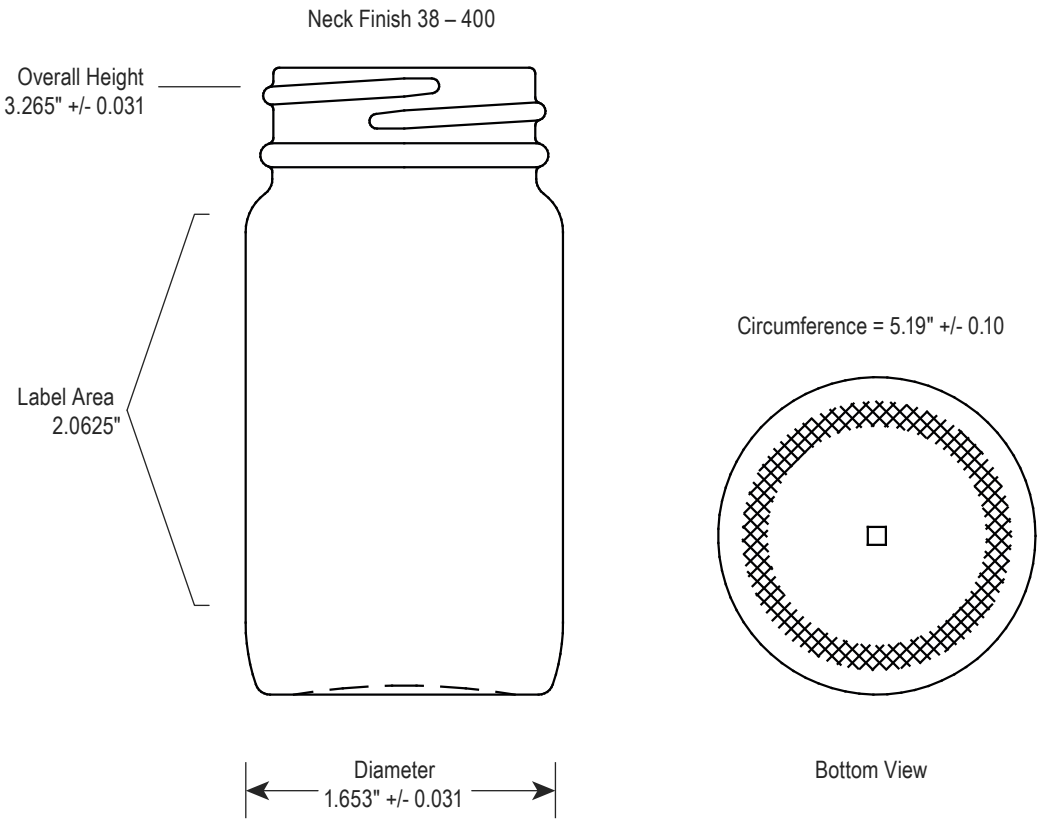 Neck Finish 38 – 400
Overall Height
3.265" +/- 0.031
Label Area
2.0625"
Circumference = 5.19" +/- 0.10
Diameter
1.653" +/- 0.031
Bottom View